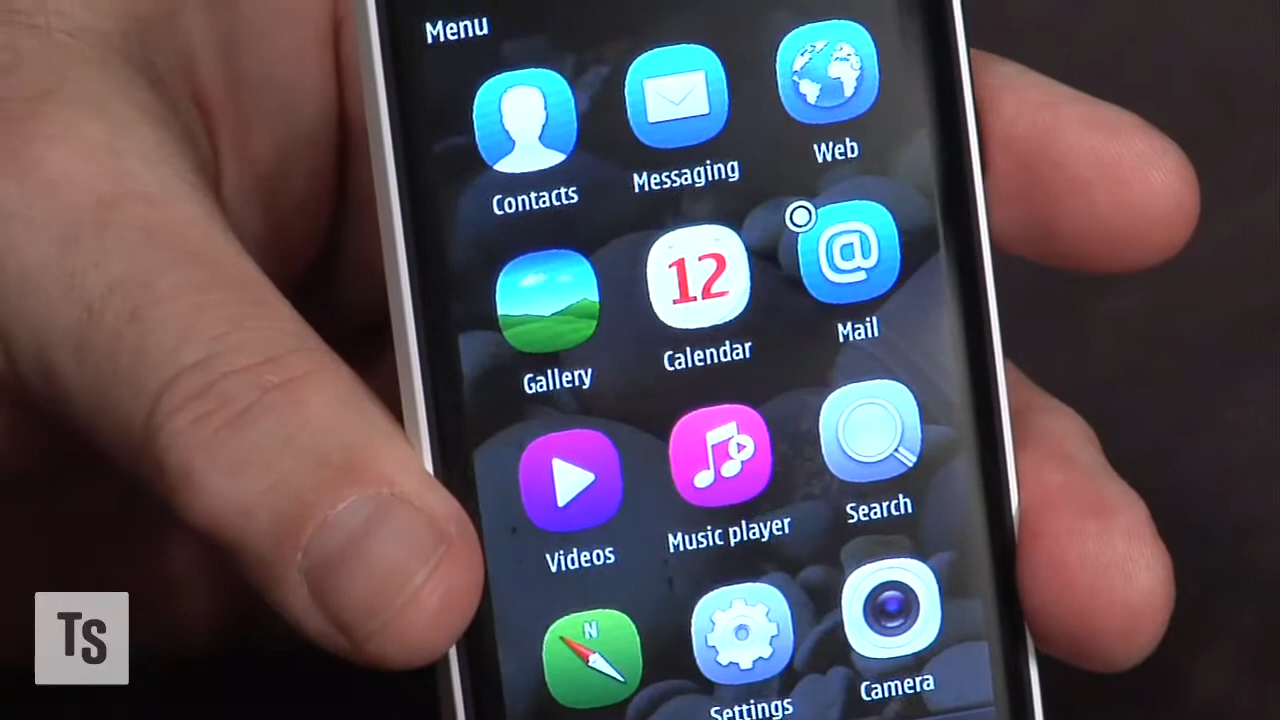 Menu
Contacts
Messaging
Web
Gallery
12
Calendar
@
Mail
Videos
Music player
Search
N
Settings
Camera
Ts